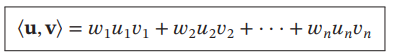 ⟨u, v⟩ = w₁u₁v₁ + w₂u₂v₂ + · · · + wₙuₙvₙ